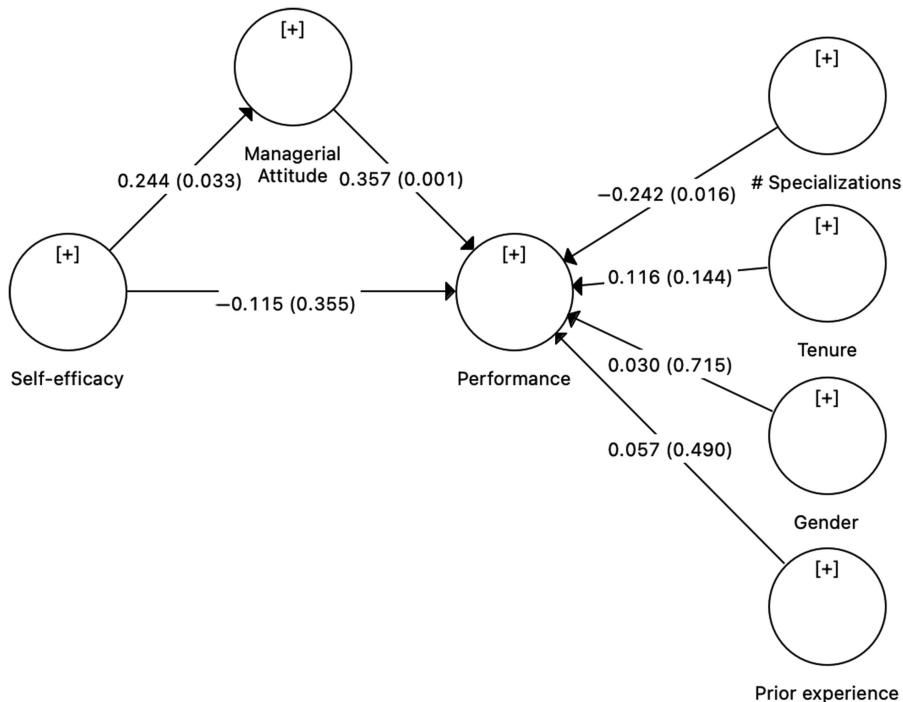 [+]
[+]
Managerial
Attitude
# Specializations
0.244 (0.033)
0.357 (0.001)
−0.242 (0.016)
[+]
[+]
[+]
0.116 (0.144)
−0.115 (0.355)
Tenure
Self-efficacy
Performance
0.030 (0.715)
[+]
0.057 (0.490)
Gender
[+]
Prior experience